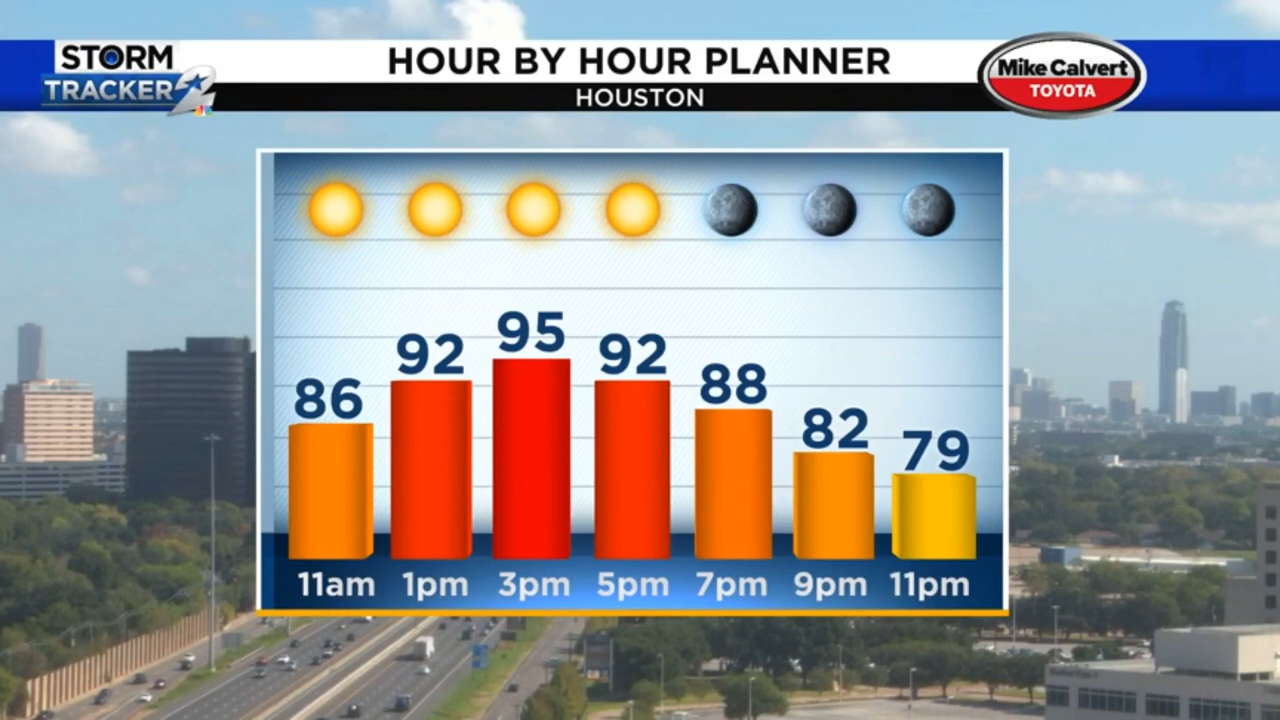 STORM
TRACKER 2
HOUR BY HOUR PLANNER
HOUSTON
Mike Calvert
TOYOTA
86 92 95 92 88 82 79
11am 1pm 3pm 5pm 7pm 9pm 11pm